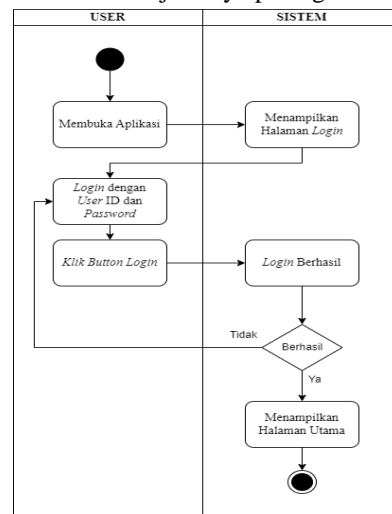 USER
SISTEM
Membuka Aplikasi
Menampilkan
Halaman Login
Login dengan
User ID dan
Password
Klik Button Login
Login Berhasil
Tidak
Berhasil
Ya
Menampilkan
Halaman Utama